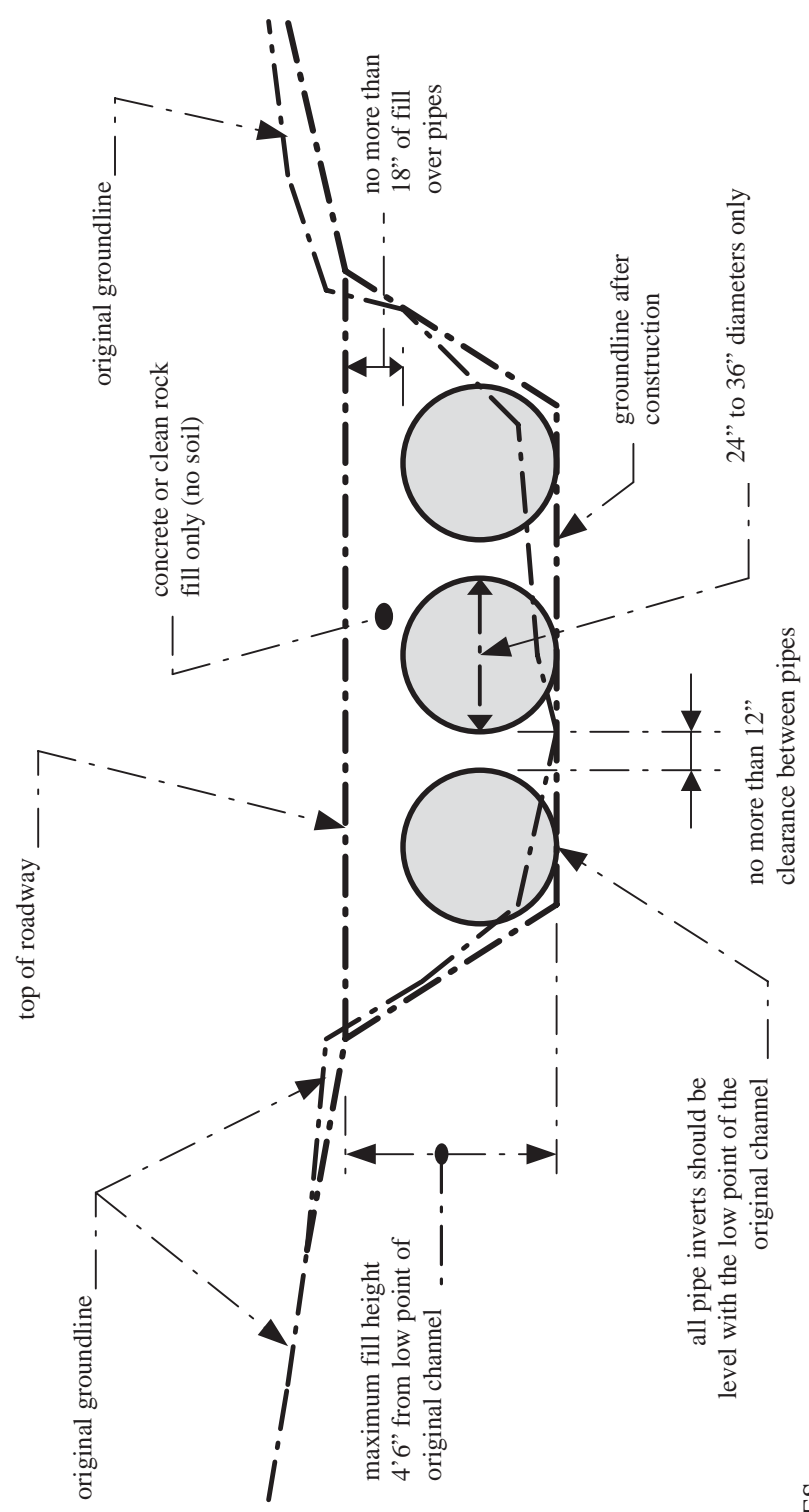 original groundline
top of roadway
concrete or clean rock
fill only (no soil)
original groundline
no more than
18” of fill
over pipes
maximum fill height
4’6” from low point of
original channel
all pipe inverts should be
level with the low point of the
original channel
no more than 12”
clearance between pipes
groundline after
construction
24” to 36” diameters only